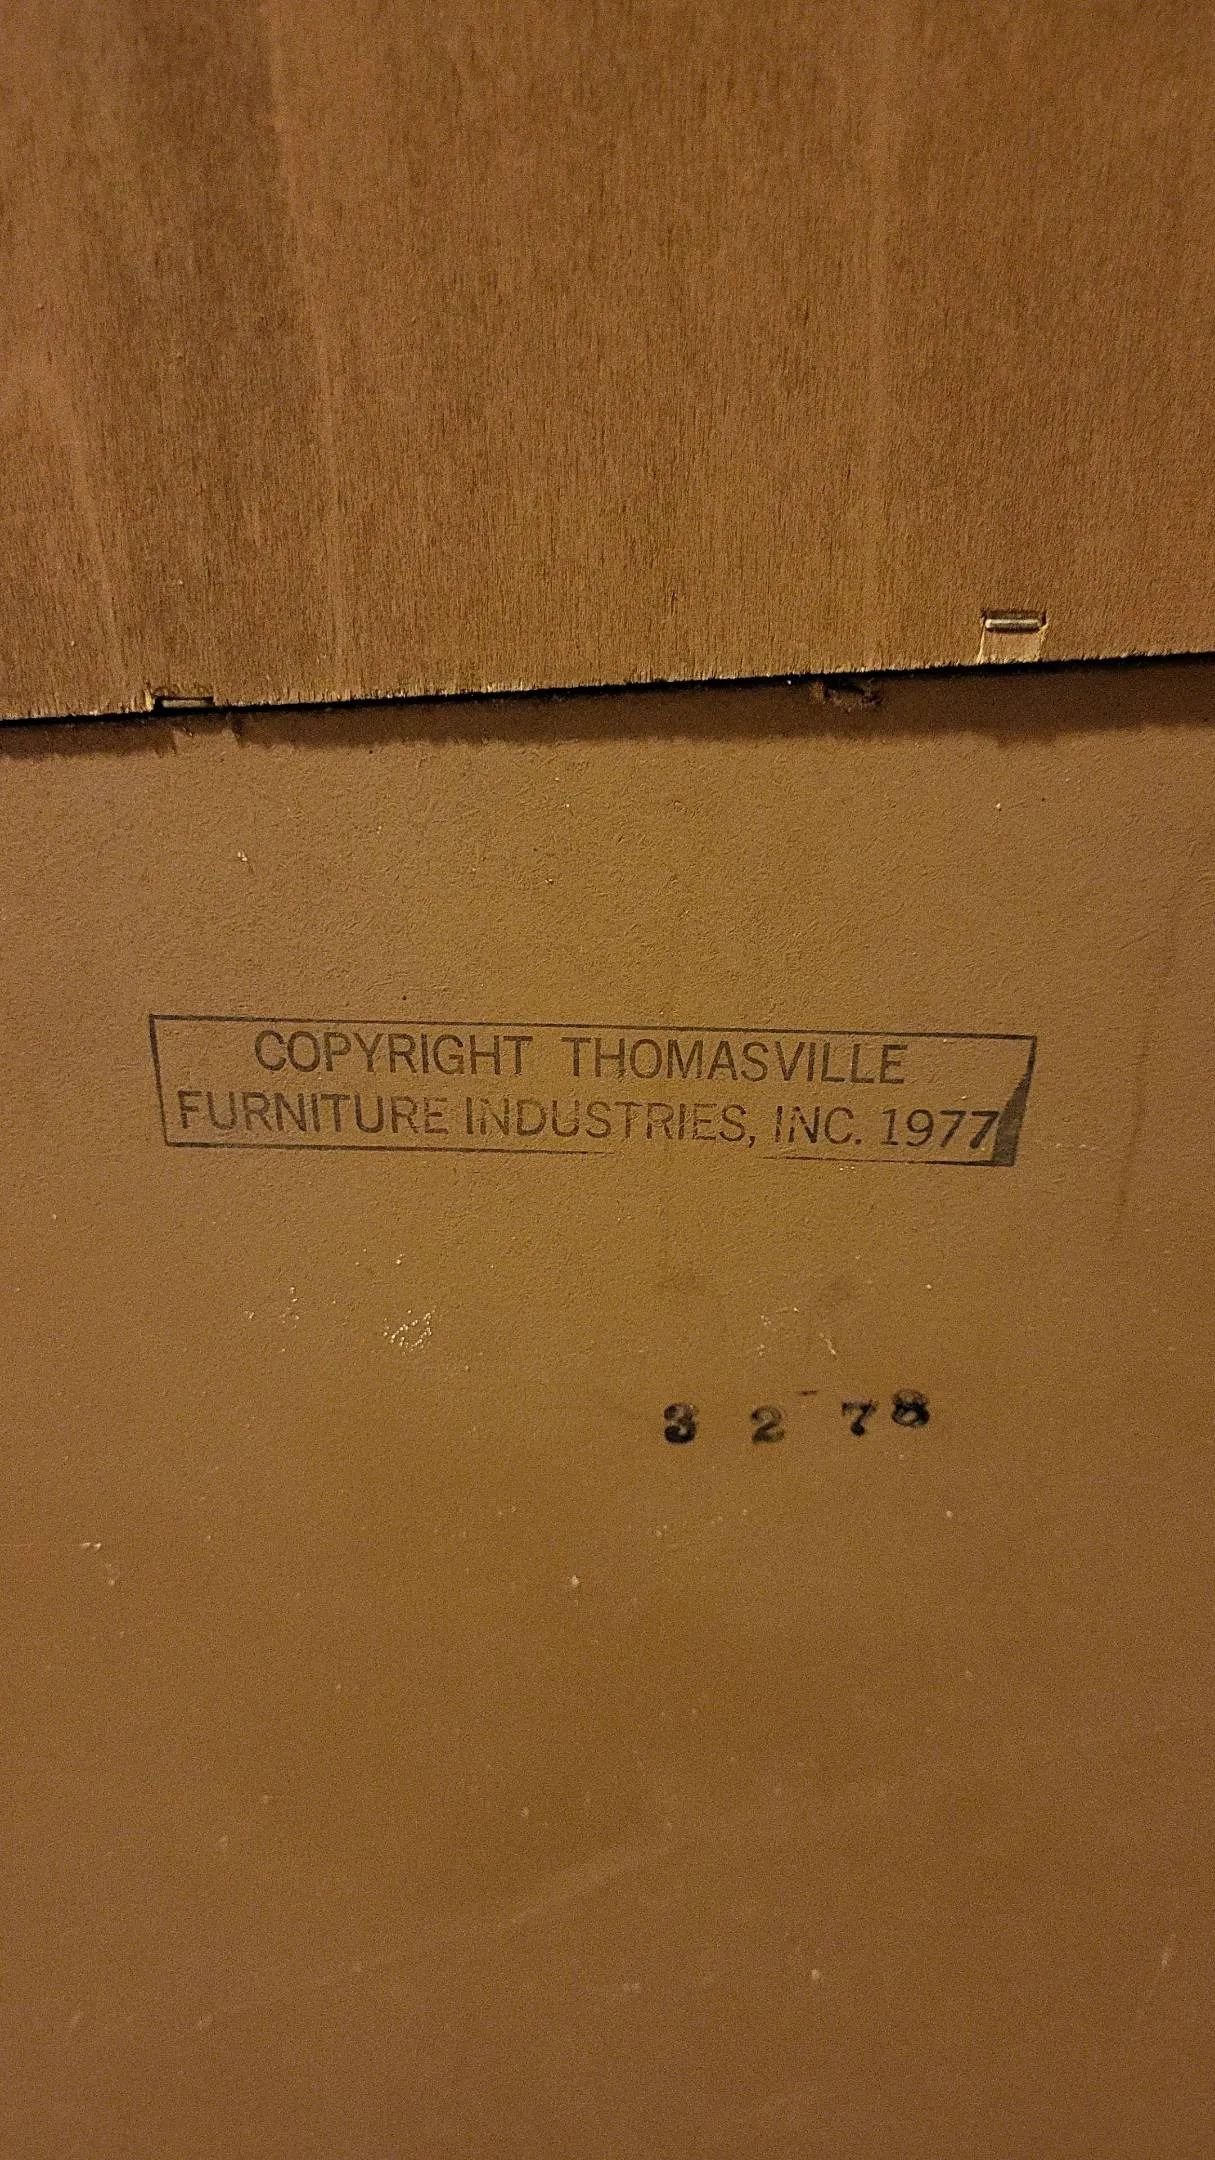 COPYRIGHT THOMASVILLE
FURNITURE INDUSTRIES, INC. 1977
3 2 - 78